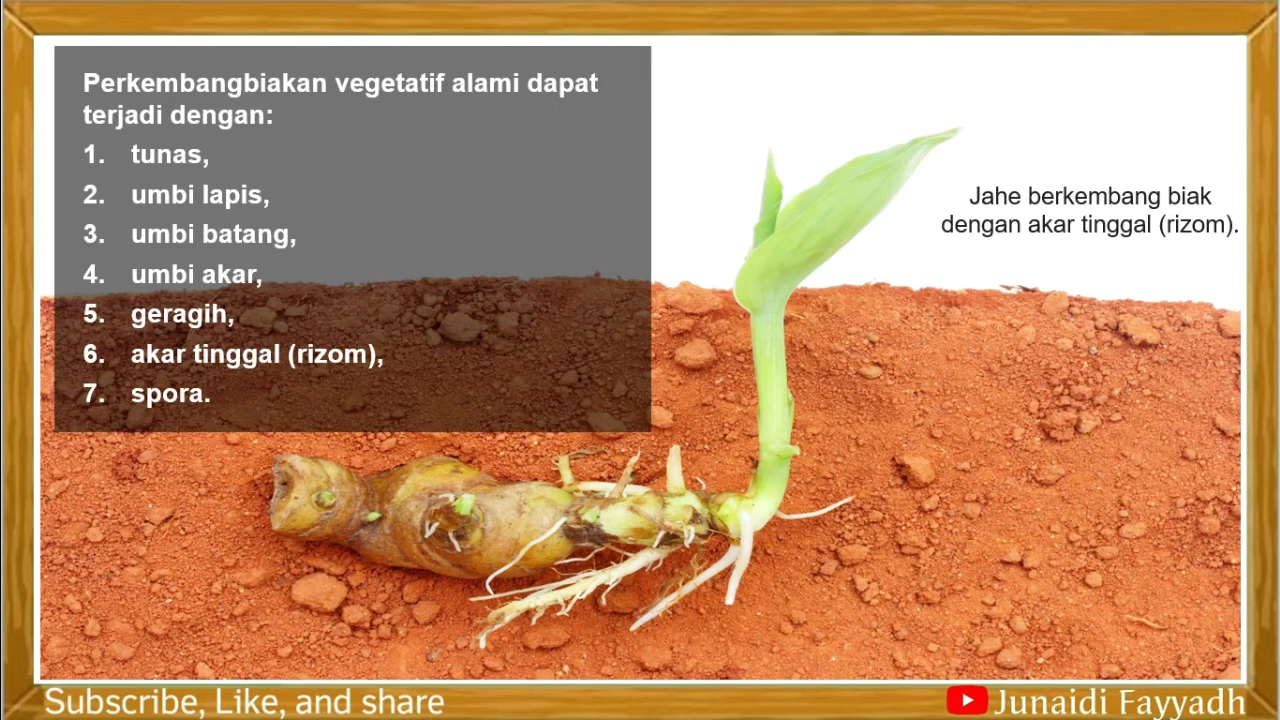 Perkembangbiakan vegetatif alami dapat
terjadi dengan:
1. tunas,
2. umbi lapis,
3. umbi batang,
4. umbi akar,
5. geragih,
6. akar tinggal (rizom),
7. spora.
Jahe berkembang biak
dengan akar tinggal (rizom).
Subscribe, Like, and share
Junaidi Fayyadh